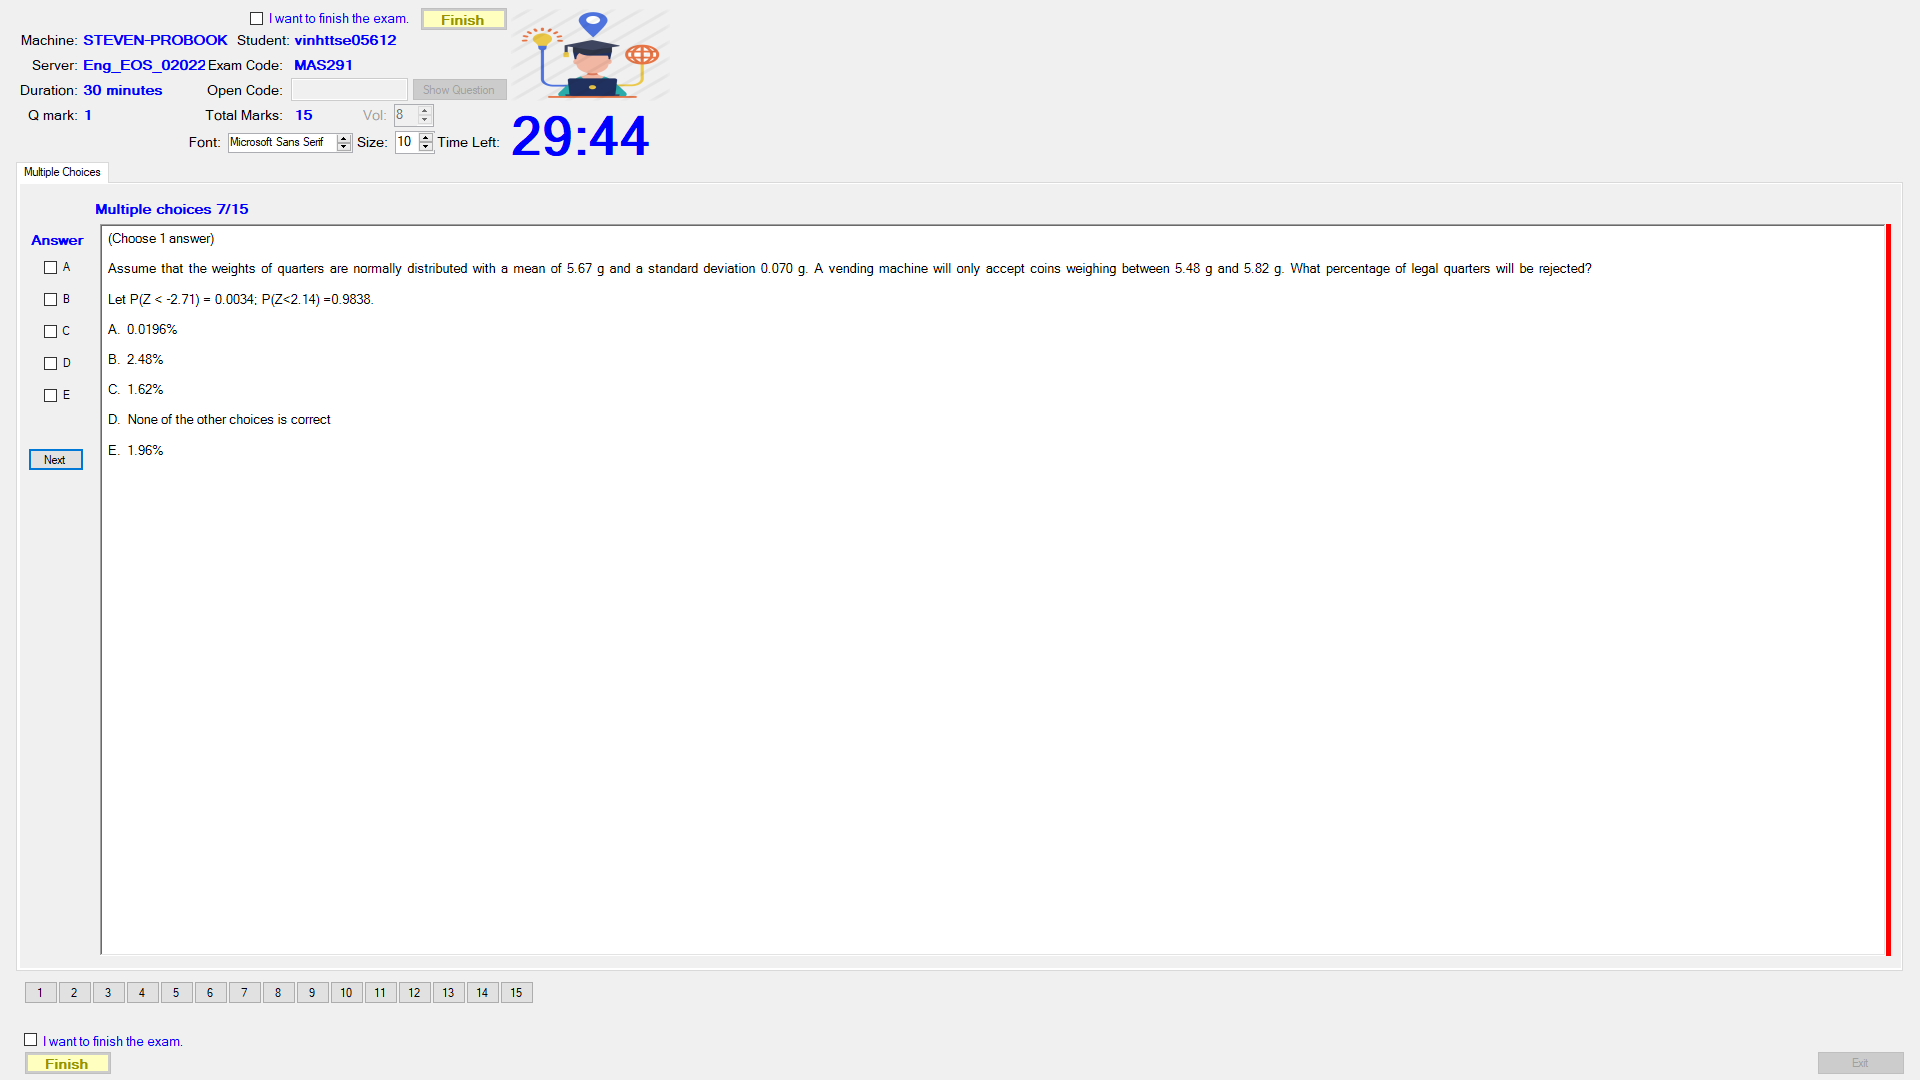 I want to finish the exam.
Finish
Machine: STEVEN-PROBOOK Student: vinhttse05612
Server: Eng_EOS_02022 Exam Code: MAS291
Duration: 30 minutes Open Code: Show Question
Q mark: 1 Total Marks: 15 Vol: 8
Font: Microsoft Sans Serif Size: 10 Time Left: 29:44
Multiple Choices
Multiple choices 7/15
Answer
A
B
C
D
E
Next
(Choose 1 answer)
Assume that the weights of quarters are normally distributed with a mean of 5.67 g and a standard deviation 0.070 g. A vending machine will only accept coins weighing between 5.48 g and 5.82 g. What percentage of legal quarters will be rejected?
Let P(Z < -2.71) = 0.0034; P(Z<2.14) =0.9838.
A. 0.0196%
B. 2.48%
C. 1.62%
D. None of the other choices is correct
E. 1.96%
1 2 3 4 5 6 7 8 9 10 11 12 13 14 15
I want to finish the exam.
Finish
Exit